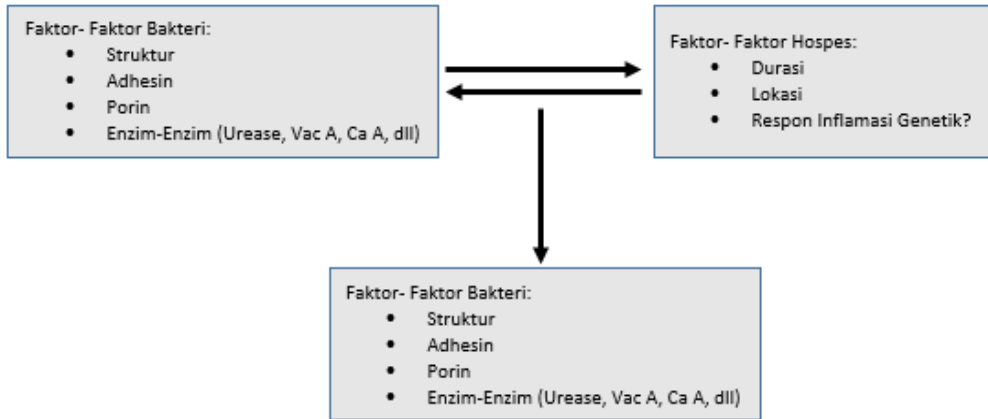 Faktor- Faktor Bakteri:
• Struktur
• Adhesin
• Porin
• Enzim-Enzim (Urease, Vac A, Ca A, dll)
Faktor- Faktor Hospes:
• Durasi
• Lokasi
• Respon Inflamasi Genetik?
Faktor- Faktor Bakteri:
• Struktur
• Adhesin
• Porin
• Enzim-Enzim (Urease, Vac A, Ca A, dll)